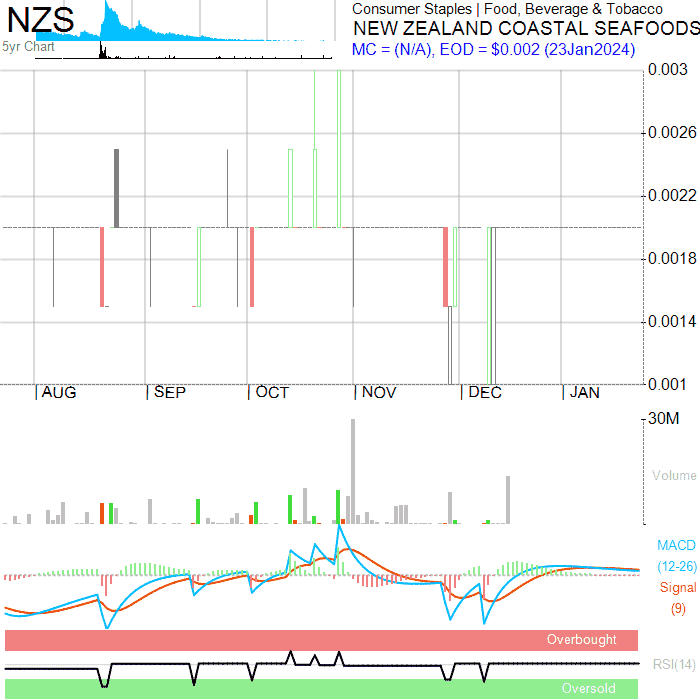 NZS
Consumer Staples | Food, Beverage & Tobacco
NEW ZEALAND COASTAL SEAFOODS
5yr Chart
MC = (N/A), EOD = $0.002 (23Jan2024)
0.003
0.0026
0.0022
0.0018
0.0014
0.001
AUG SEP OCT NOV DEC JAN
30M
Volume
MACD
(12-26)
Signal
(9)
Overbought
RSI(14)
Oversold